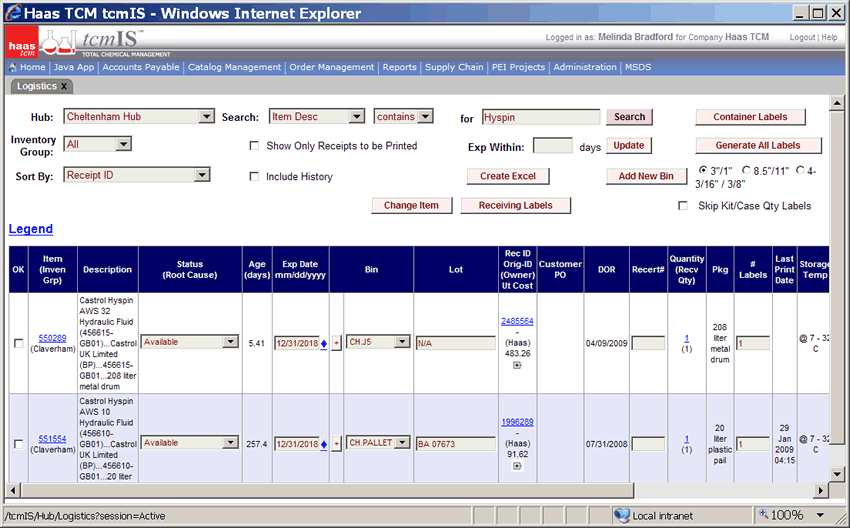 Haas TCM tcmIS - Windows Internet Explorer
haas
tcm
tcmIS™
TOTAL CHEMICAL MANAGEMENT
Logged in as: Melinda Bradford for Company Haas TCM
Logout | Help
Home | Java App | Accounts Payable | Catalog Management | Order Management | Reports | Supply Chain | PEI Projects | Administration | MSDS
Logistics X
Hub: Cheltenham Hub Search: Item Desc contains for Hyspin Search Container Labels
Inventory
Group: All Show Only Receipts to be Printed Exp Within: days Update Generate All Labels
Sort By: Receipt ID Include History Create Excel Add New Bin 3"/1" 8.5"/11" 4-
3/16" / 3/8"
Change Item Receiving Labels Skip Kit/Case Qty Labels
Legend
OK
Item
(Inven
Grp)
Description
Status
(Root Cause)
Age
(days)
Exp Date
mm/dd/yyyy
Bin
Lot
Rec ID
Orig-ID
(Owner)
Ut Cost
Customer
PO
DOR
Recert#
Quantity
(Recv
Qty)
Pkg
#
Labels
Last
Print
Date
Storage
Temp
550289
(Claverham)
Castrol Hyspin
AWS 32
Hydraulic Fluid
(456615-
GB01)...Castrol
UK Limited
(BP)...456615-
GB01...208 liter
metal drum
Available
5.41
12/31/2018
+
CH.J5
N/A
2485564
-
(Haas)
483.26
04/09/2009
1
(1)
208
liter
metal
drum
1
@ 7 - 32
C
551554
(Claverham)
Castrol Hyspin
AWS 10
Hydraulic Fluid
(456610-
GB01)...Castrol
UK Limited
(BP)...456610-
GB01...20 liter
Available
257.4
12/31/2018
+
CH.PALLET
BA 07673
1996289
-
(Haas)
91.62
07/31/2008
1
(1)
20
liter
plastic
pail
1
29
Jan
2009
04:15
@ 7 - 32
C
/tcmIS/Hub/Logistics?session=Active
Local intranet
100%